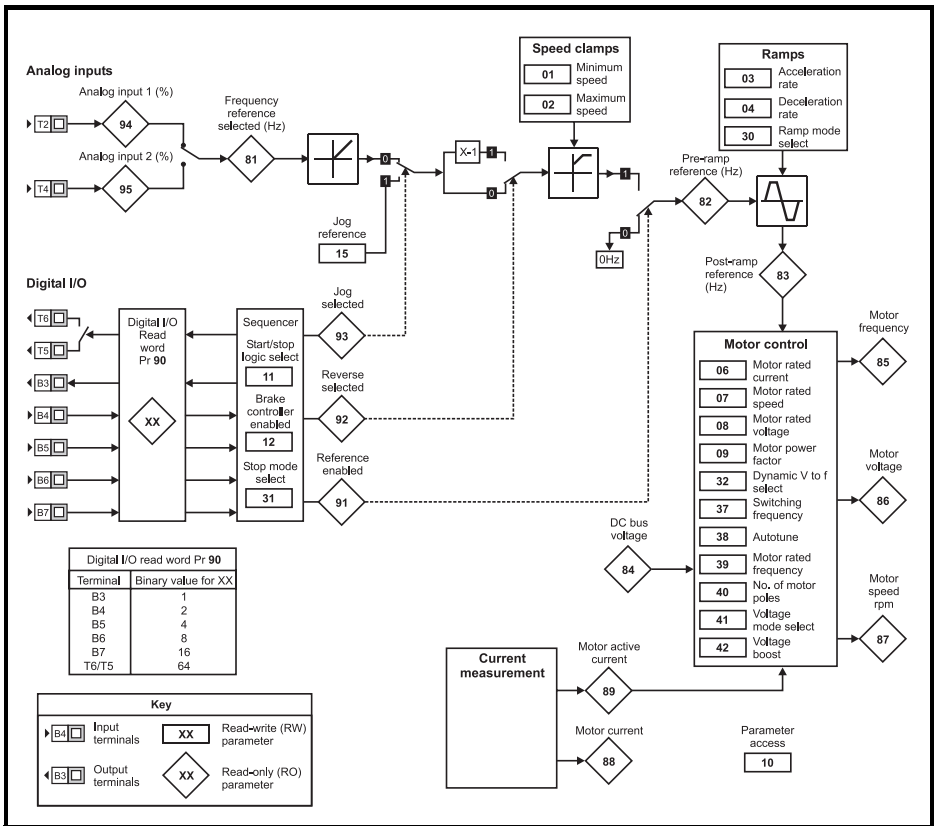 Analog inputs
Analog input 1 (%)
T2
94
Analog input 2 (%)
T4
95
Frequency
reference
selected (Hz)
81
0
1
Jog
reference
15
X-1
1
0
Speed clamps
01
Minimum
speed
02
Maximum
speed
1
0
0Hz
Pre-ramp
reference (Hz)
82
Ramps
03
Acceleration
rate
04
Deceleration
rate
30
Ramp mode
select
Post-ramp
reference
(Hz)
83
Digital I/O
T6
T5
B3
B4
B5
B6
B7
Digital I/O
Read
word
Pr 90
XX
Sequencer
Start/stop
logic select
11
Brake
controller
enabled
12
Stop mode
select
31
Jog
selected
93
Reverse
selected
92
Reference
enabled
91
Motor control
06
Motor rated
current
07
Motor rated
speed
08
Motor rated
voltage
09
Motor power
factor
32
Dynamic V to f
select
37
Switching
frequency
38
Autotune
39
Motor rated
frequency
40
No. of motor
poles
41
Voltage
mode select
42
Voltage
boost
Motor
frequency
85
Motor
voltage
86
Motor
speed
rpm
87
DC bus
voltage
84
Digital I/O read word Pr 90
Terminal Binary value for XX
B3 1
B4 2
B5 4
B6 8
B7 16
T6/T5 64
Current
measurement
Motor active
current
89
Motor current
88
Parameter
access
10
Key
B4
Input
terminals
XX
Read-write (RW)
parameter
B3
Output
terminals
XX
Read-only (RO)
parameter